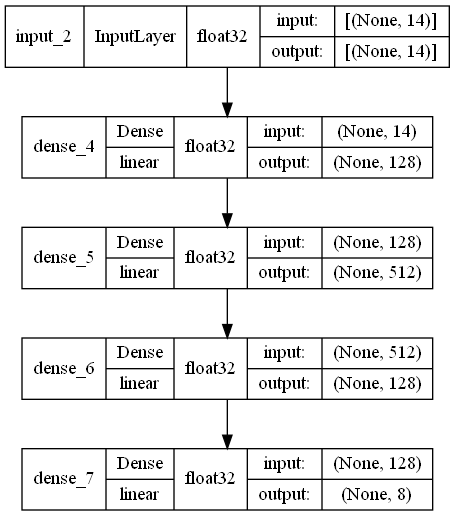 input_2 InputLayer float32 input: [(None, 14)]
output: [(None, 14)]
dense_4 Dense float32 input: (None, 14)
linear output: (None, 128)
dense_5 Dense float32 input: (None, 128)
linear output: (None, 512)
dense_6 Dense float32 input: (None, 512)
linear output: (None, 128)
dense_7 Dense float32 input: (None, 128)
linear output: (None, 8)